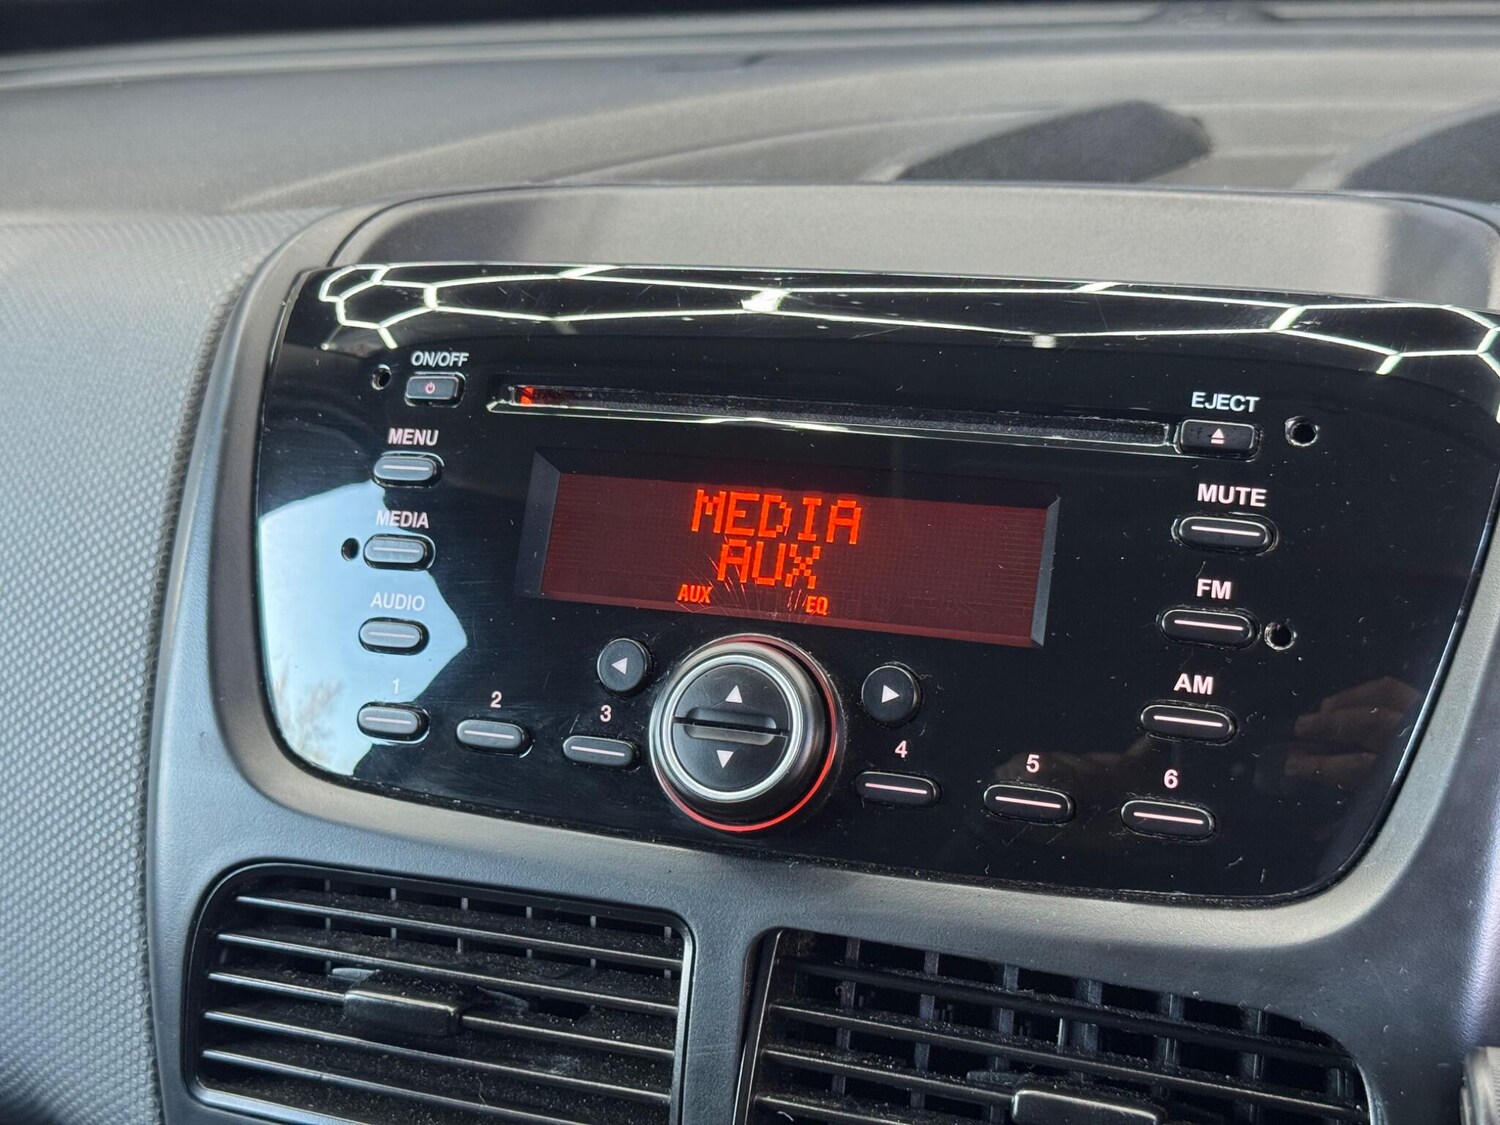 ON/OFF
EJECT
MENU
MUTE
MEDIA
MEDIA
AUX
AUX EQ
AUDIO
FM
AM
1
2
3
4
5
6